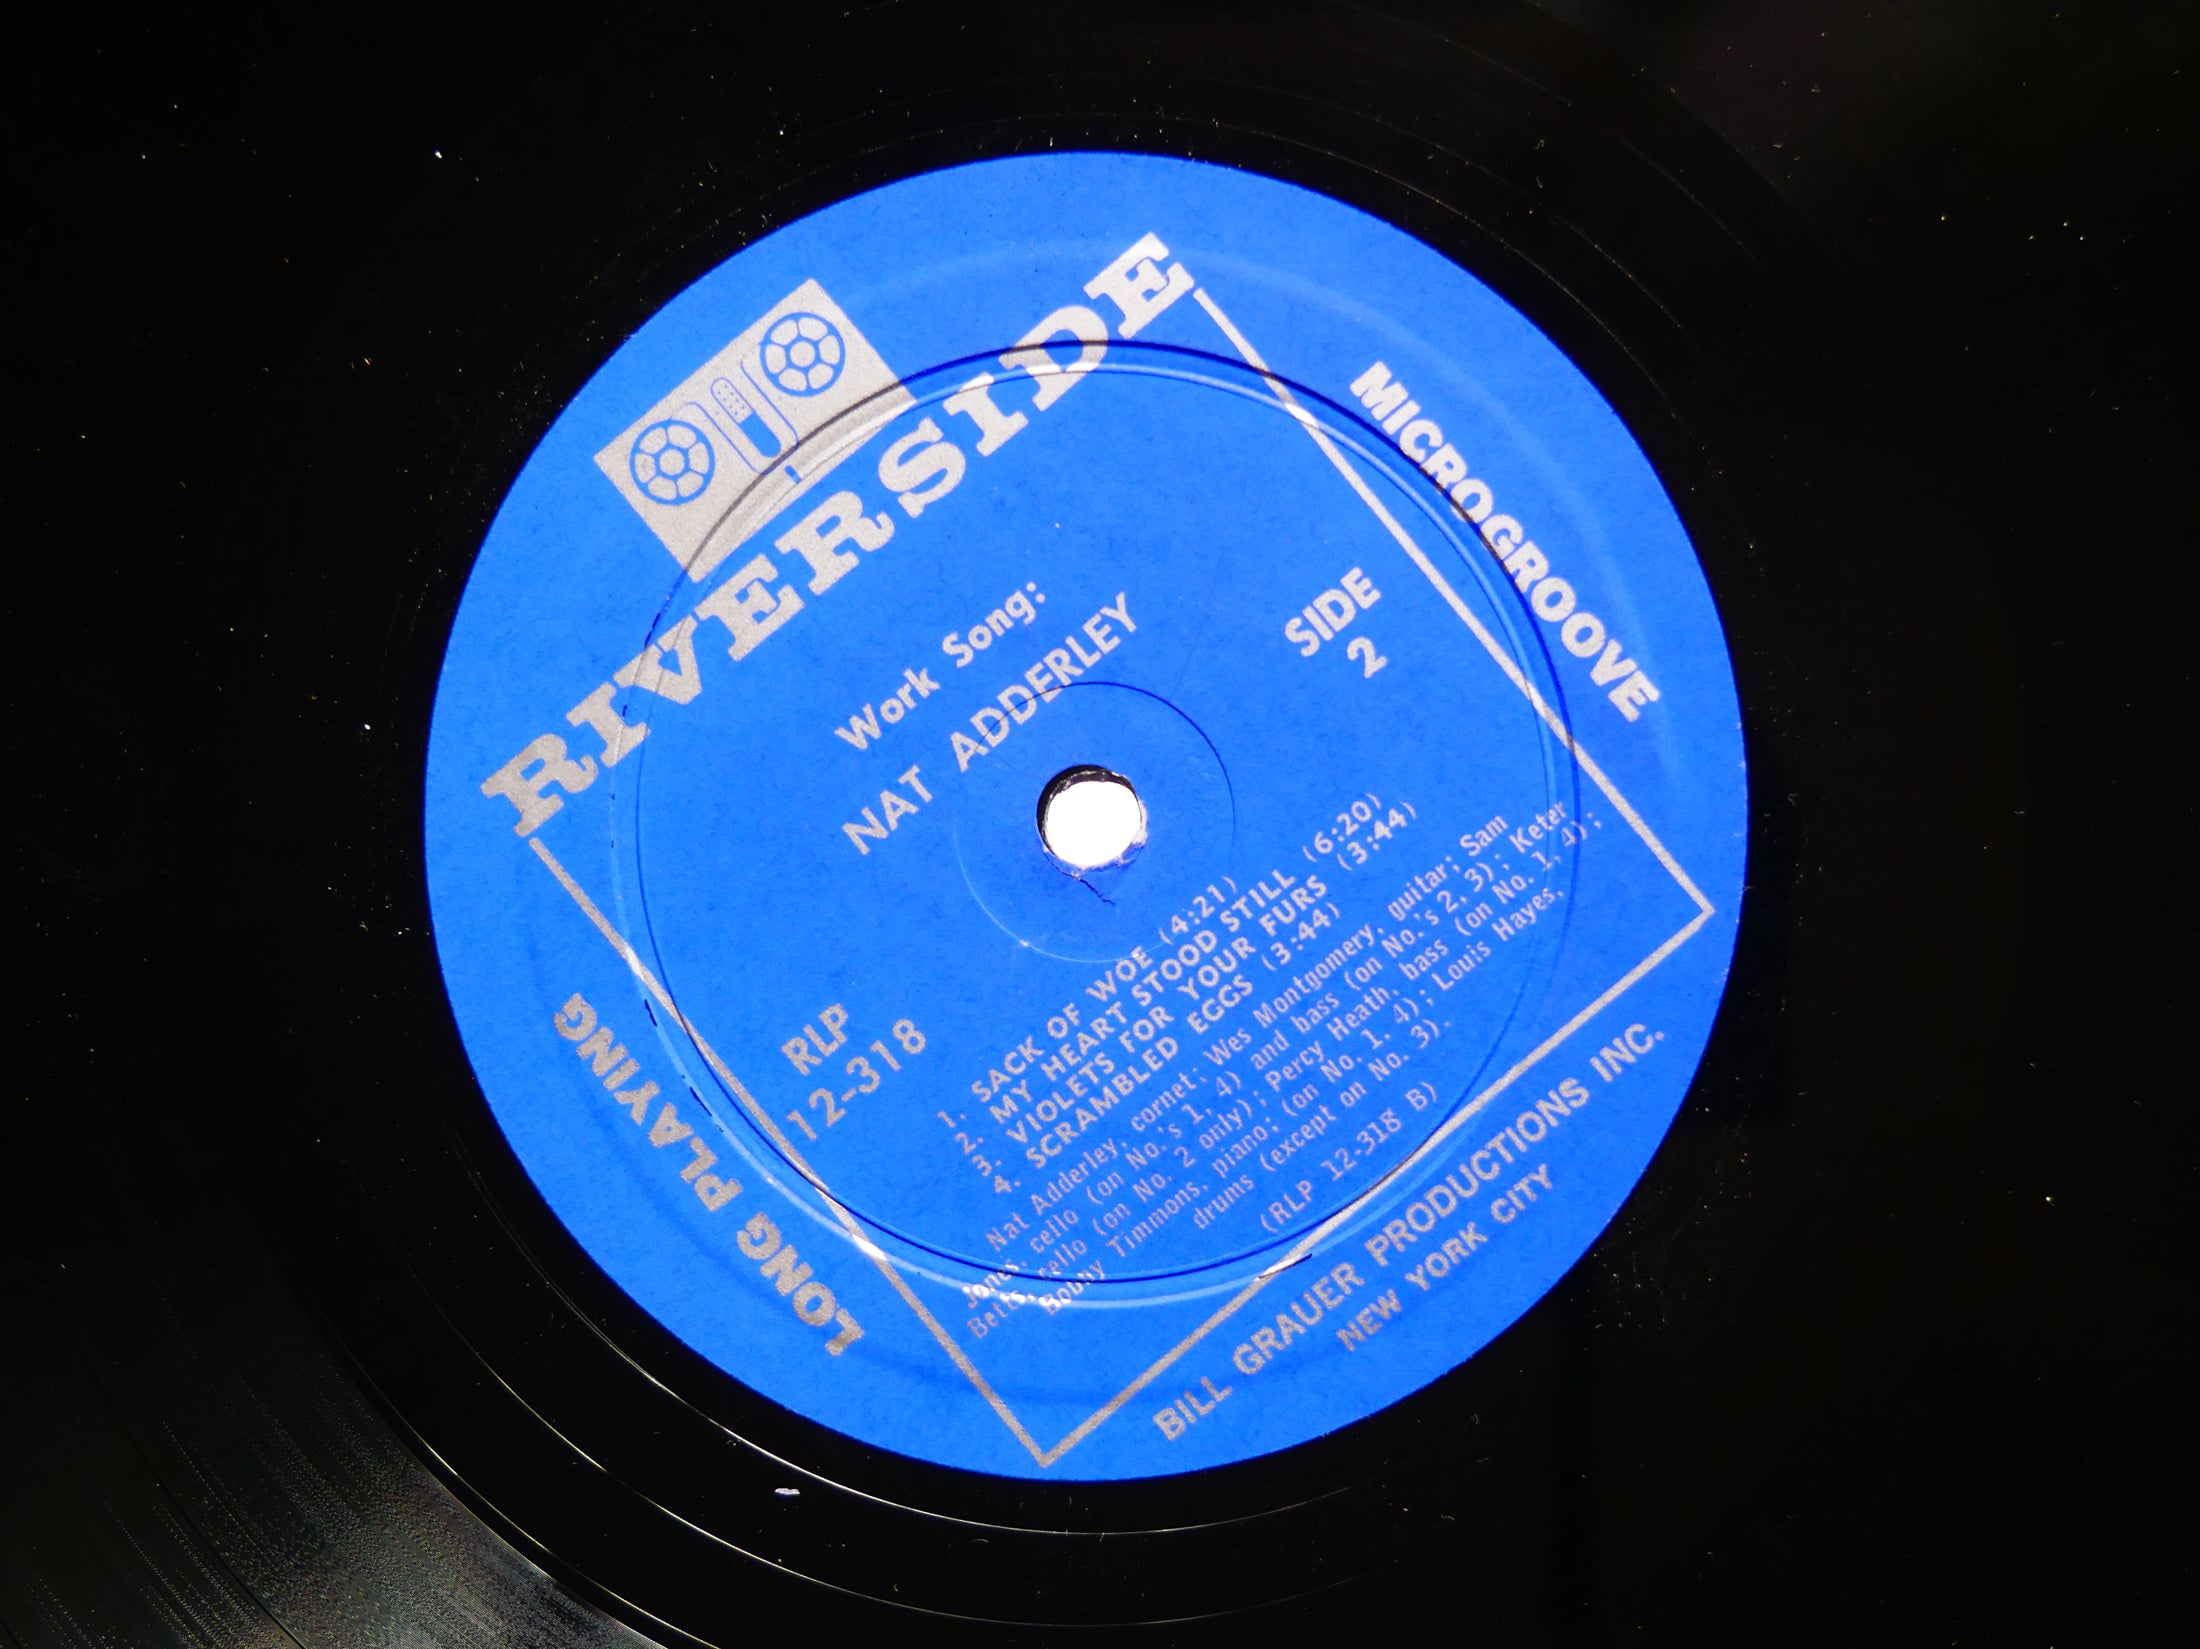 RIVERSIDE
MICROGROOVE
Work Song:
NAT ADDERLEY
SIDE
2
RLP
12-318
1. SACK OF WOE (4:21)
2. MY HEART STOOD STILL (6:20)
3. VIOLETS FOR YOUR FURS (3:44)
4. SCRAMBLED EGGS (3:44)
Nat Adderley, cornet; Wes Montgomery, guitar; Sam
Jones, cello (on No.'s 1, 4) and bass (on No.'s 2, 3); Keter
Betts, cello (on No. 2 only); Percy Heath, bass (on No. 1, 4);
Bobby Timmons, piano; (on No. 1, 4); Louis Hayes,
drums (except on No. 3).
(RLP 12-318 B)
LONG PLAYING
BILL GRAUER PRODUCTIONS INC.
NEW YORK CITY